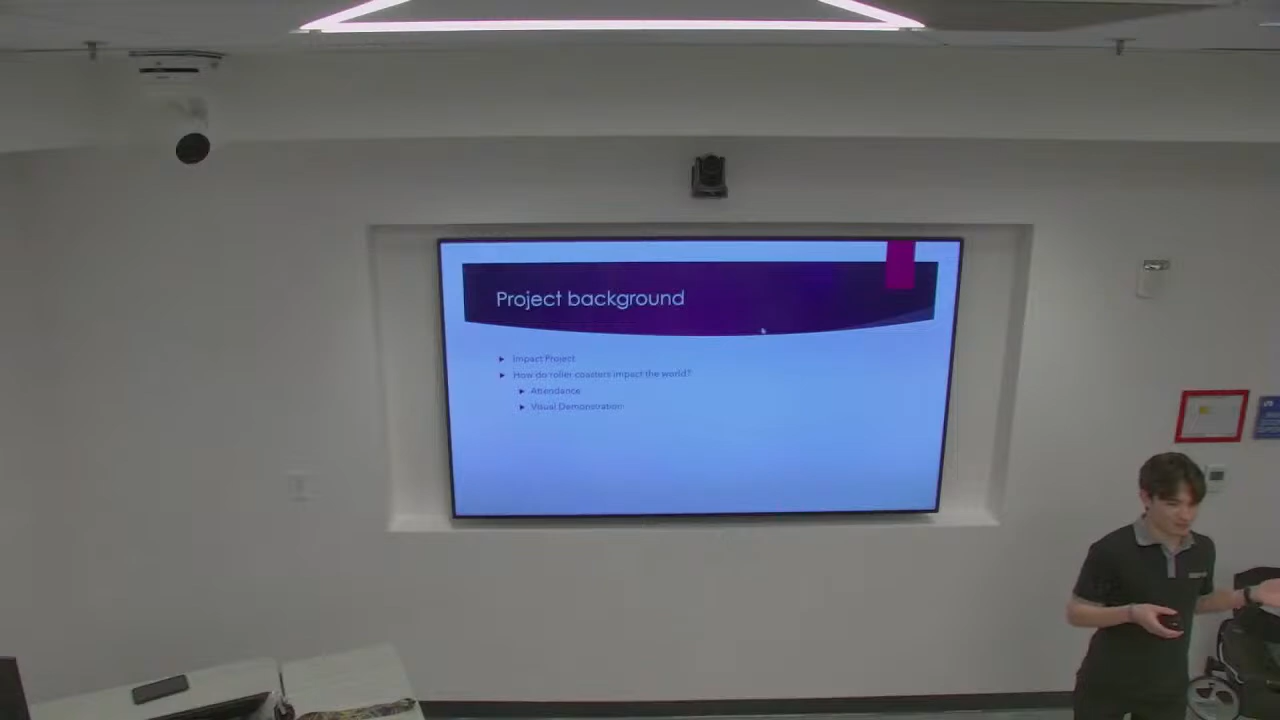 Project background
Impact Project
How do roller coasters impact the world?
Attendance
Visual Demonstration